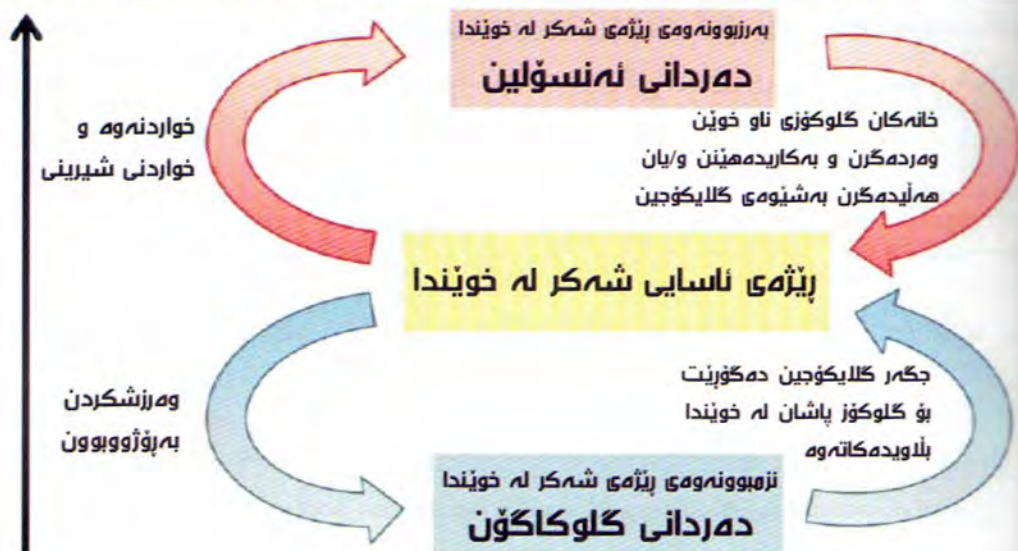 بەرزبوونەوەی ڕێژەی شەکر لە خوێندا
دەردانی ئەنسۆلین
خواردنەوە و
خواردنی شیرینی
خانەکان گلوکۆزی ناو خوێن
وەردەگرن و بەکاریدەهێنن و/یان
هەڵیدەگرن بەشێوەی گلایکۆجین
ڕێژەی ئاسایی شەکر لە خوێندا
جگەر گلایکۆجین دەگۆڕێت
بۆ گلوکۆز پاشان لە خوێندا
بڵاویدەکاتەوە
وەرزشکردن
بەڕۆژووبوون
نزمبوونەوەی ڕێژەی شەکر لە خوێندا
دەردانی گلوکاگۆن